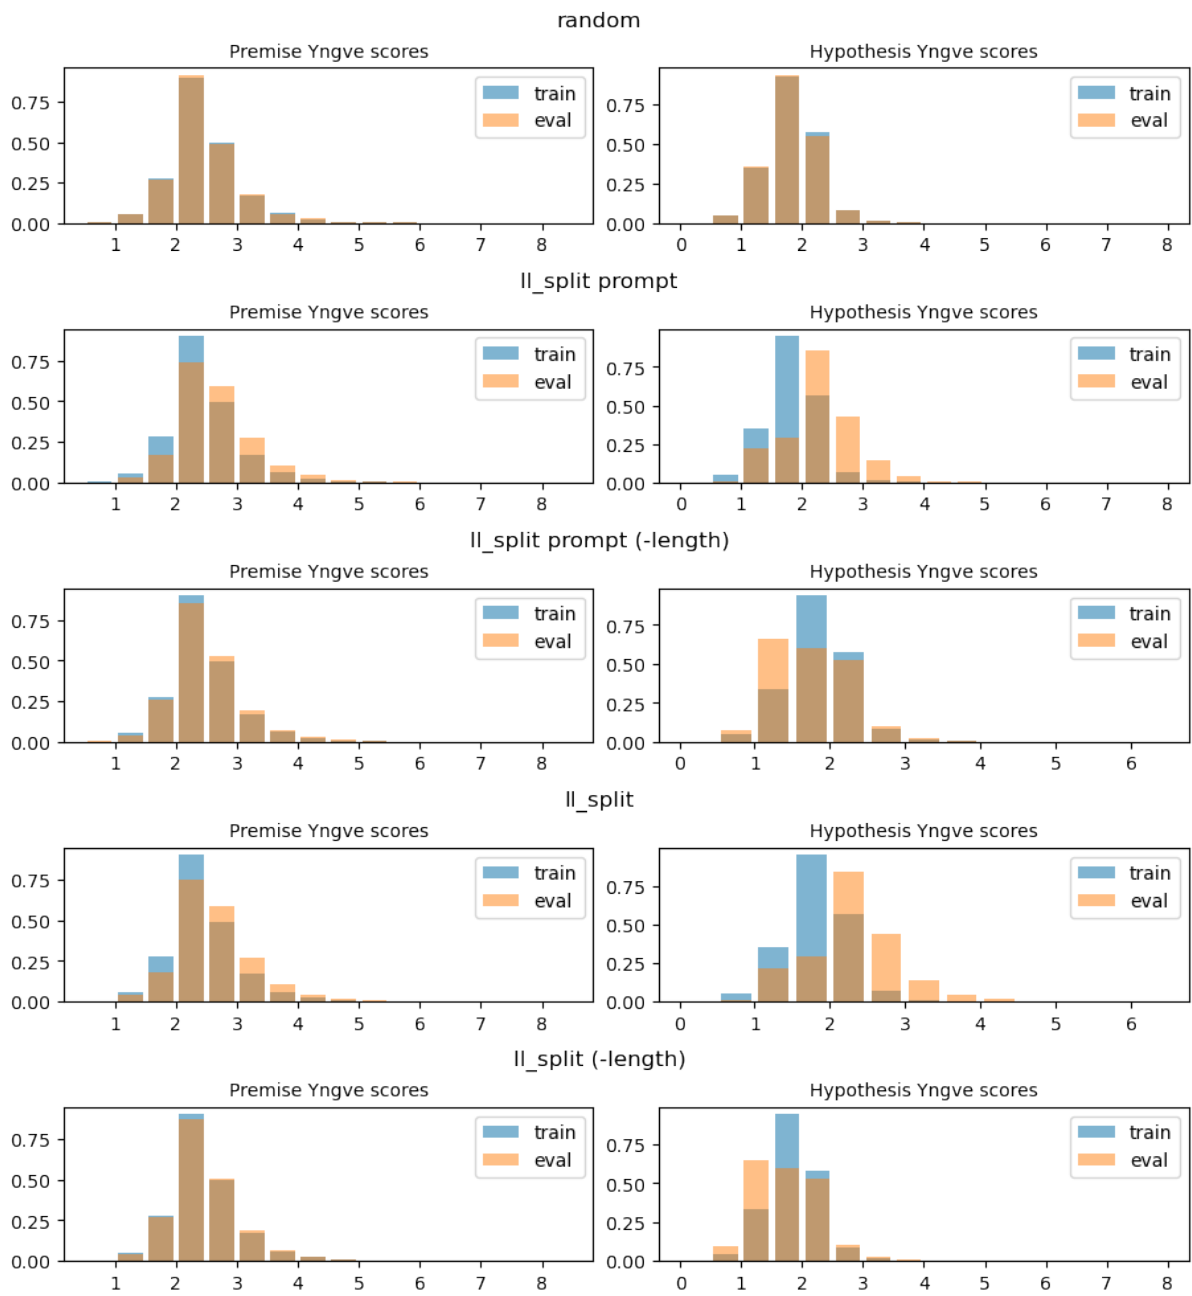 random
Premise Yngve scores
Hypothesis Yngve scores
0.75
0.50
0.25
0.00
train
eval
1 2 3 4 5 6 7 8
0.75
0.50
0.25
0.00
train
eval
0 1 2 3 4 5 6 7 8
ll_split prompt
Premise Yngve scores
Hypothesis Yngve scores
0.75
0.50
0.25
0.00
train
eval
1 2 3 4 5 6 7 8
0.75
0.50
0.25
0.00
train
eval
0 1 2 3 4 5 6 7 8
ll_split prompt (-length)
Premise Yngve scores
Hypothesis Yngve scores
0.75
0.50
0.25
0.00
train
eval
1 2 3 4 5 6 7 8
0.75
0.50
0.25
0.00
train
eval
0 1 2 3 4 5 6
ll_split
Premise Yngve scores
Hypothesis Yngve scores
0.75
0.50
0.25
0.00
train
eval
1 2 3 4 5 6 7 8
0.75
0.50
0.25
0.00
train
eval
0 1 2 3 4 5 6
ll_split (-length)
Premise Yngve scores
Hypothesis Yngve scores
0.75
0.50
0.25
0.00
train
eval
1 2 3 4 5 6 7 8
0.75
0.50
0.25
0.00
train
eval
0 1 2 3 4 5 6 7 8